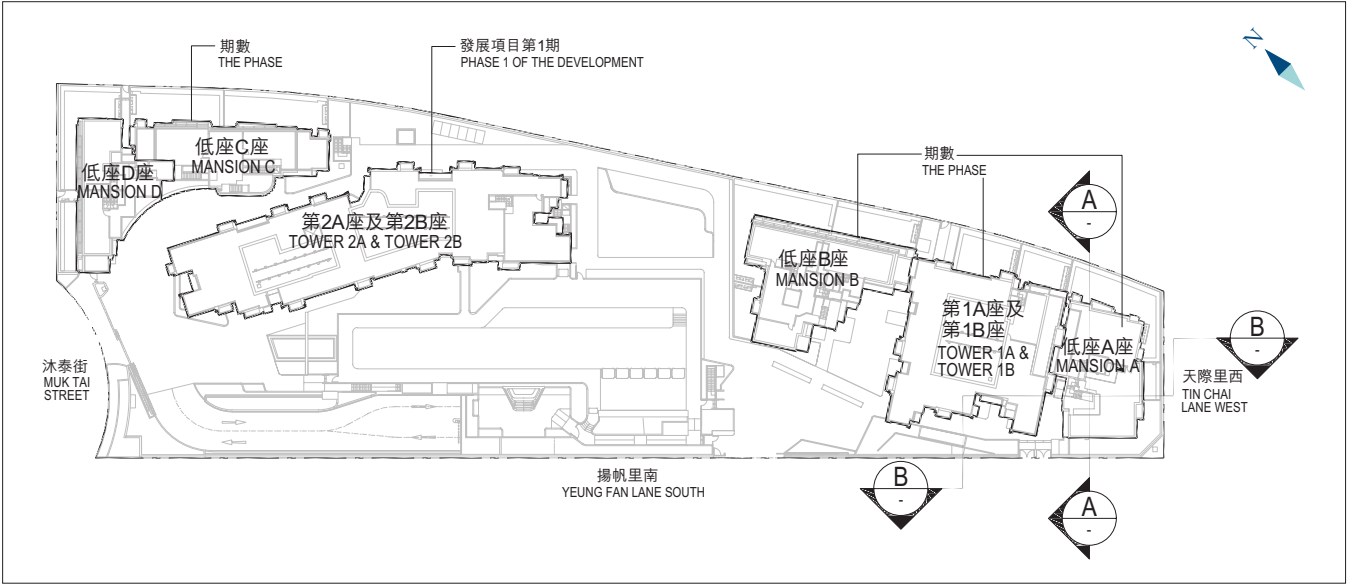 N
期數
THE PHASE
發展項目第1期
PHASE 1 OF THE DEVELOPMENT
低座C座
MANSION C
低座D座
MANSION D
第2A座及第2B座
TOWER 2A & TOWER 2B
期數
THE PHASE
A
-
低座B座
MANSION B
第1A座及
第1B座
TOWER 1A &
TOWER 1B
低座A座
MANSION A
B
-
天際里西
TIN CHAI
LANE WEST
沐泰街
MUK TAI
STREET
揚帆里南
YEUNG FAN LANE SOUTH
B
-
A
-